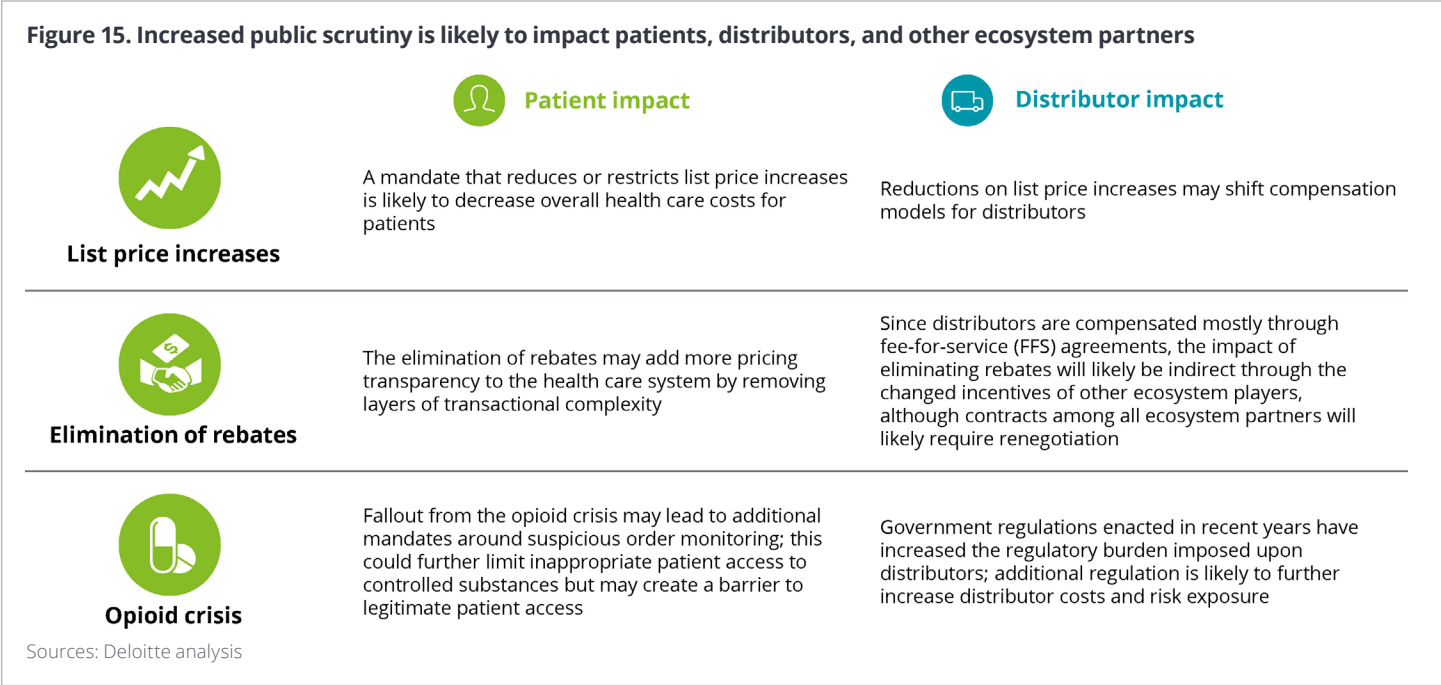 Figure 15. Increased public scrutiny is likely to impact patients, distributors, and other ecosystem partners
Patient impact
Distributor impact
List price increases
A mandate that reduces or restricts list price increases
is likely to decrease overall health care costs for
patients
Reductions on list price increases may shift compensation
models for distributors
Elimination of rebates
The elimination of rebates may add more pricing
transparency to the health care system by removing
layers of transactional complexity
Since distributors are compensated mostly through
fee-for-service (FFS) agreements, the impact of
eliminating rebates will likely be indirect through the
changed incentives of other ecosystem players,
although contracts among all ecosystem partners will
likely require renegotiation
Opioid crisis
Fallout from the opioid crisis may lead to additional
mandates around suspicious order monitoring; this
could further limit inappropriate patient access to
controlled substances but may create a barrier to
legitimate patient access
Government regulations enacted in recent years have
increased the regulatory burden imposed upon
distributors; additional regulation is likely to further
increase distributor costs and risk exposure
Sources: Deloitte analysis